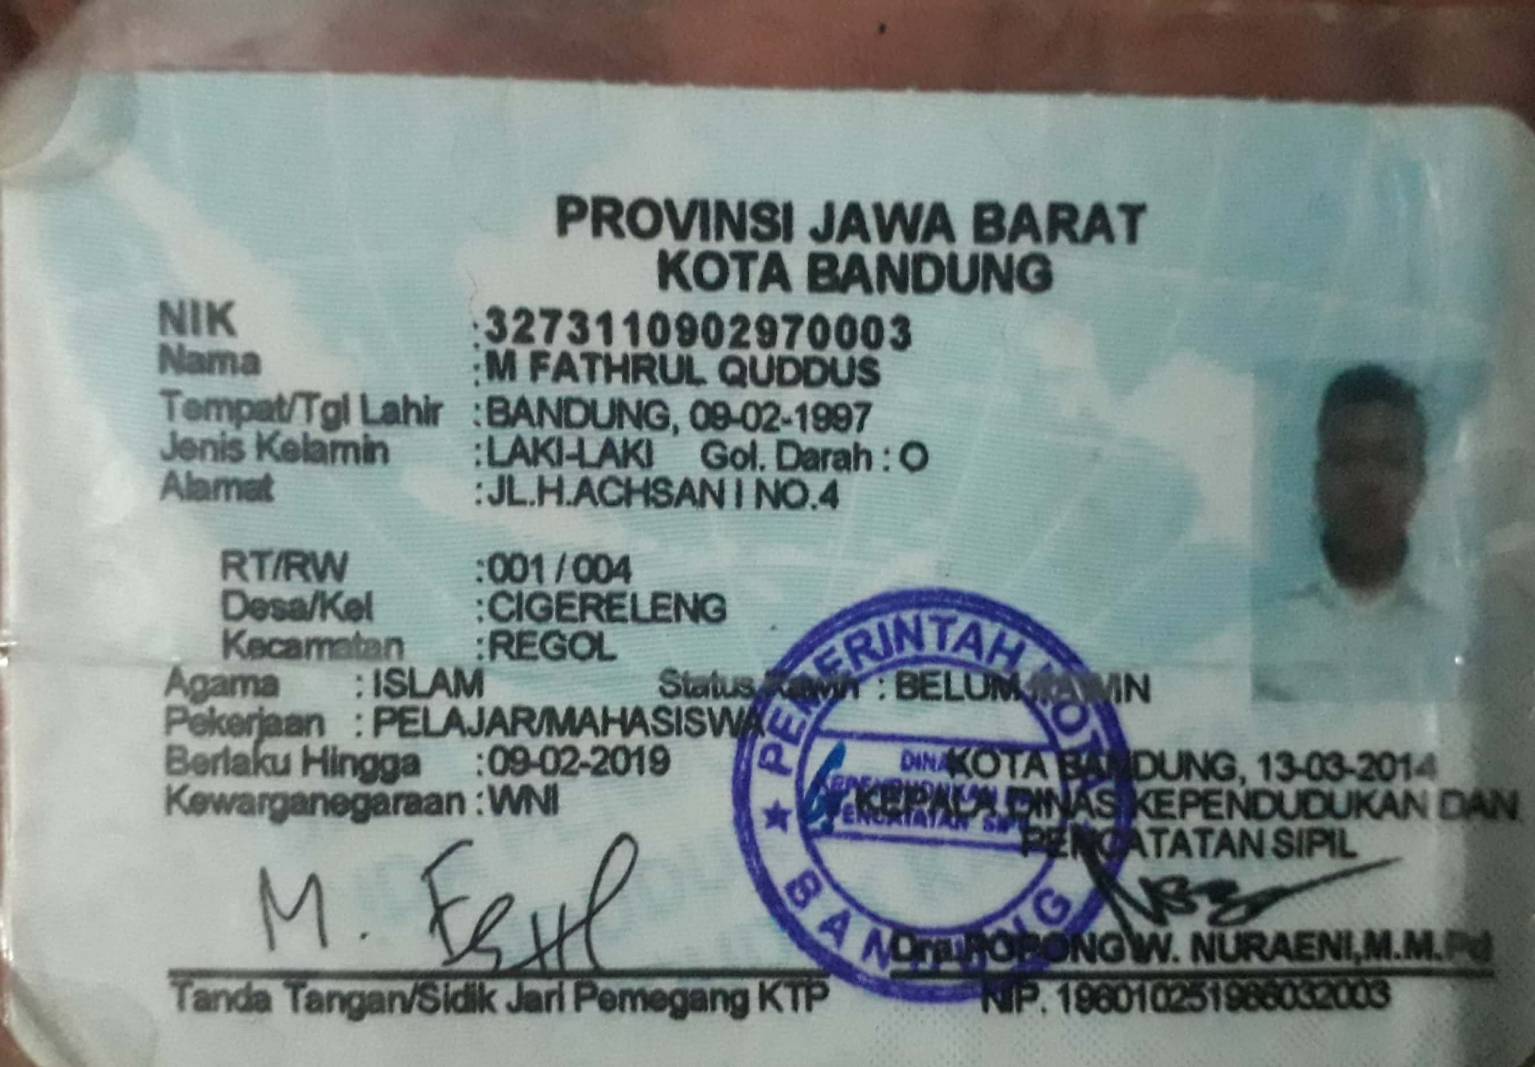 PROVINSI JAWA BARAT
KOTA BANDUNG
NIK :3273110902970003
Nama :M FATHRUL QUDDUS
Tempat/Tgl Lahir :BANDUNG, 09-02-1997
Jenis Kelamin :LAKI-LAKI Gol. Darah : O
Alamat :JL.H.ACHSAN I NO.4
RT/RW :001 / 004
Desa/Kel :CIGERELENG
Kecamatan :REGOL
Agama : ISLAM Status Kawin : BELUM KAWIN
Pekerjaan : PELAJAR/MAHASISWA
Berlaku Hingga :09-02-2019
Kewarganegaraan :WNI
KOTA BANDUNG, 13-03-2014
KEPALA DINAS KEPENDUDUKAN DAN
PENCATATAN SIPIL
PEMERINTAH KOTA
DINAS
KEPENDUDUKAN
PENCATATAN SIPIL
BANDUNG
M.
Dra.POPONG W. NURAENI,M.M.Pd
Tanda Tangan/Sidik Jari Pemegang KTP
NIP. 196010251986032003